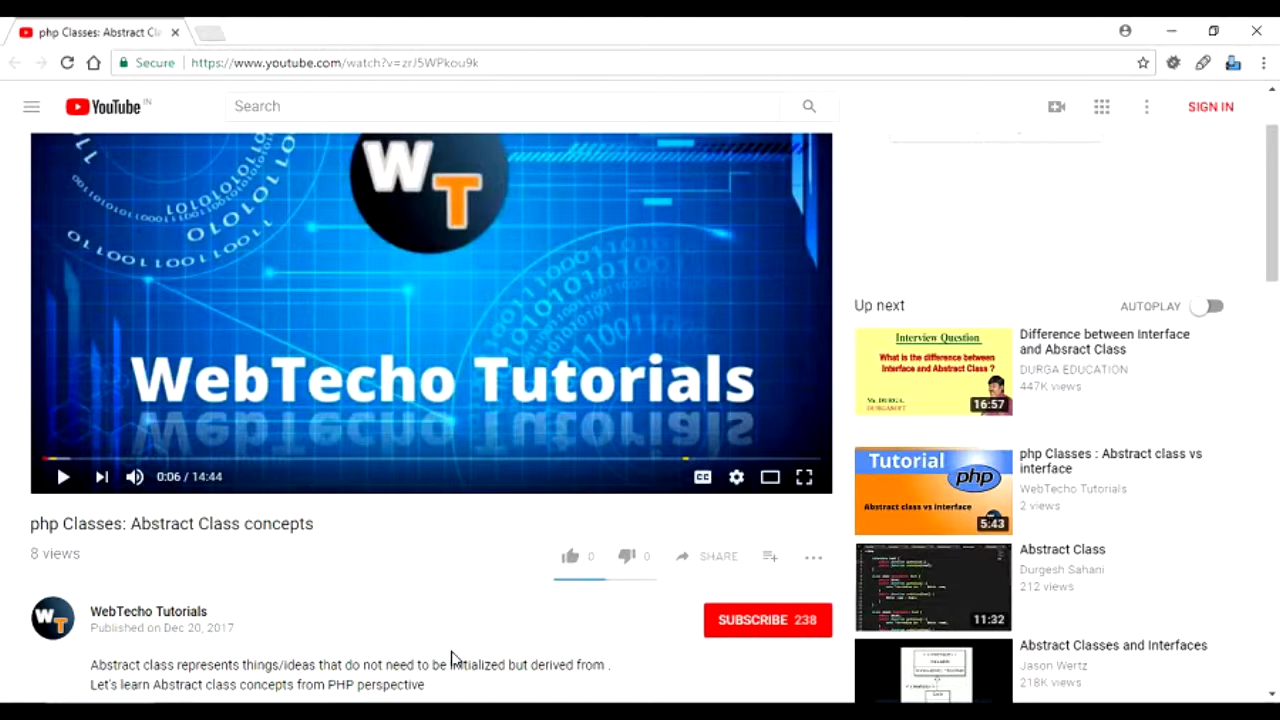 php Classes: Abstract Cl
Secure
https://www.youtube.com/watch?v=zrJ5WPkou9k
YouTube IN
Search
SIGN IN
WT
WebTecho Tutorials
0:06 / 14:44
CC
php Classes: Abstract Class concepts
8 views
0
0
SHARE
WT
WebTecho Tutorials
Published on Dec 20, 2017
SUBSCRIBE 238
Abstract class represents things/ideas that do not need to be initialized but derived from .
Let's learn Abstract concepts from PHP perspective
Up next
AUTOPLAY
Interview Question
What is the difference between
Interface and Abstract Class ?
DURGASOFT
16:57
Difference between Interface
and Absract Class
DURGA EDUCATION
447K views
Tutorial
php
Abstract class vs interface
5:43
php Classes : Abstract class vs
interface
WebTecho Tutorials
2 views
11:32
Abstract Class
Durgesh Sahani
212 views
Abstract Classes and Interfaces
Jason Wertz
218K views